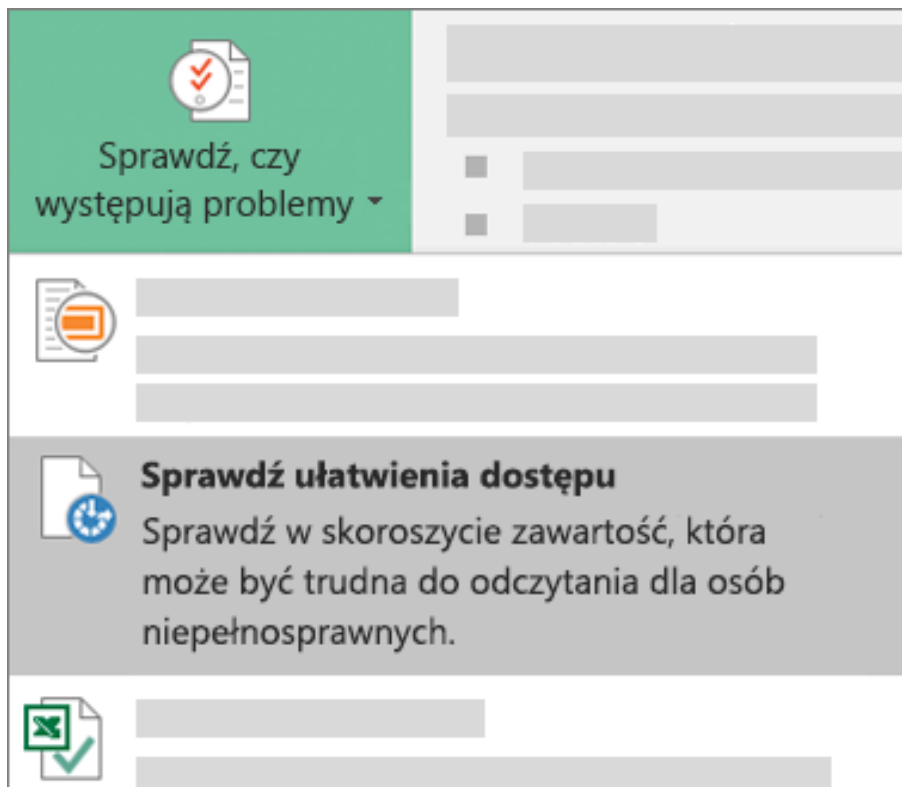 Sprawdź, czy
występują problemy
Sprawdź ułatwienia dostępu
Sprawdź w skoroszycie zawartość, która
może być trudna do odczytania dla osób
niepełnosprawnych.